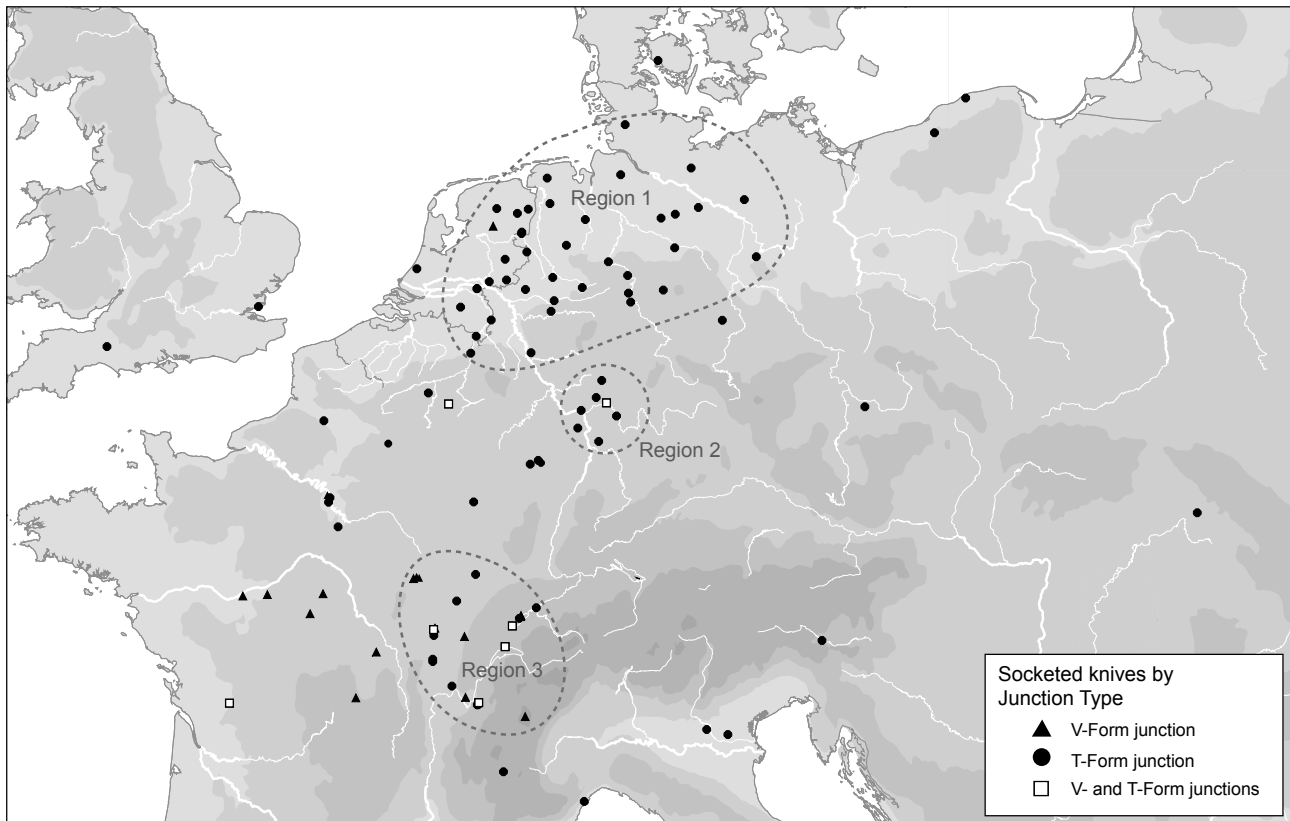 Region 1
Region 2
Region 3
Socketed knives by
Junction Type
V-Form junction
T-Form junction
V- and T-Form junctions